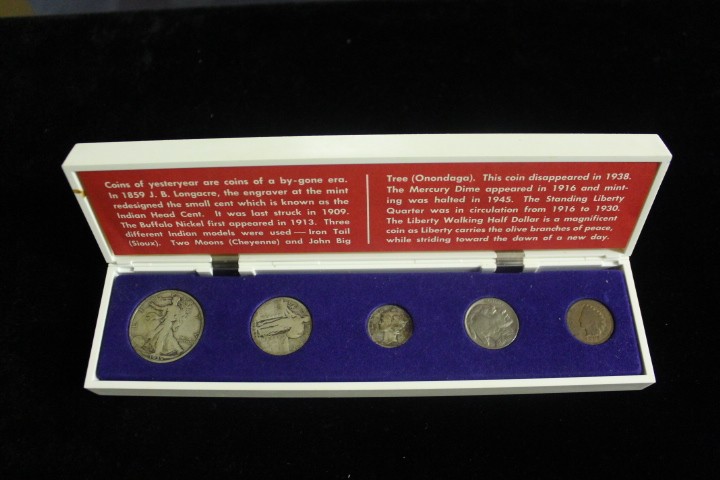 Coins of yesteryear are coins of a by-gone era.
In 1859 J. B. Longacre, the engraver at the mint
redesigned the small cent which is known as the
Indian Head Cent. It was last struck in 1909.
The Buffalo Nickel first appeared in 1913. Three
different Indian models were used — Iron Tail
(Sioux). Two Moons (Cheyenne) and John Big
Tree (Onondaga). This coin disappeared in 1938.
The Mercury Dime appeared in 1916 and mint-
ing was halted in 1945. The Standing Liberty
Quarter was in circulation from 1916 to 1930.
The Liberty Walking Half Dollar is a magnificent
coin as Liberty carries the olive branches of peace,
while striding toward the dawn of a new day.